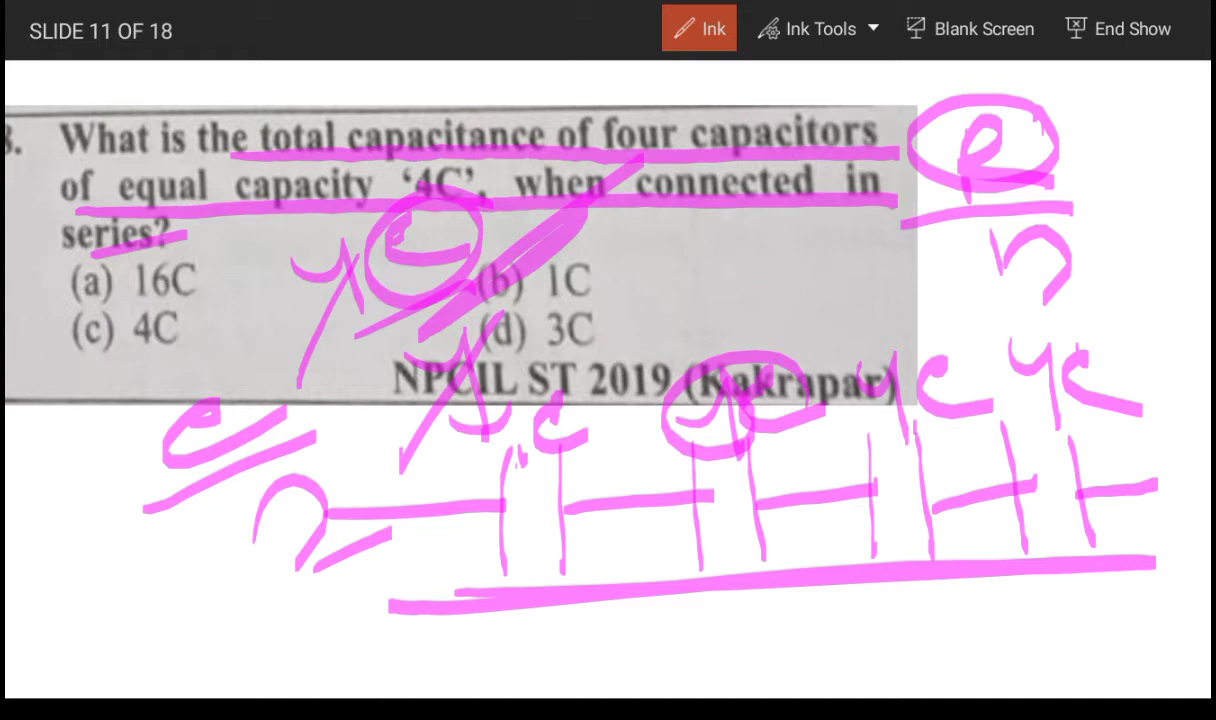 SLIDE 11 OF 18 Ink Ink Tools Blank Screen End Show
3. What is the total capacitance of four capacitors
of equal capacity ‘4C’, when connected in
series?
(a) 16C (b) 1C
(c) 4C (d) 3C
NPCIL ST 2019 (Kakrapar)
C
n
4C
4C 4C 4C 4C
C
n